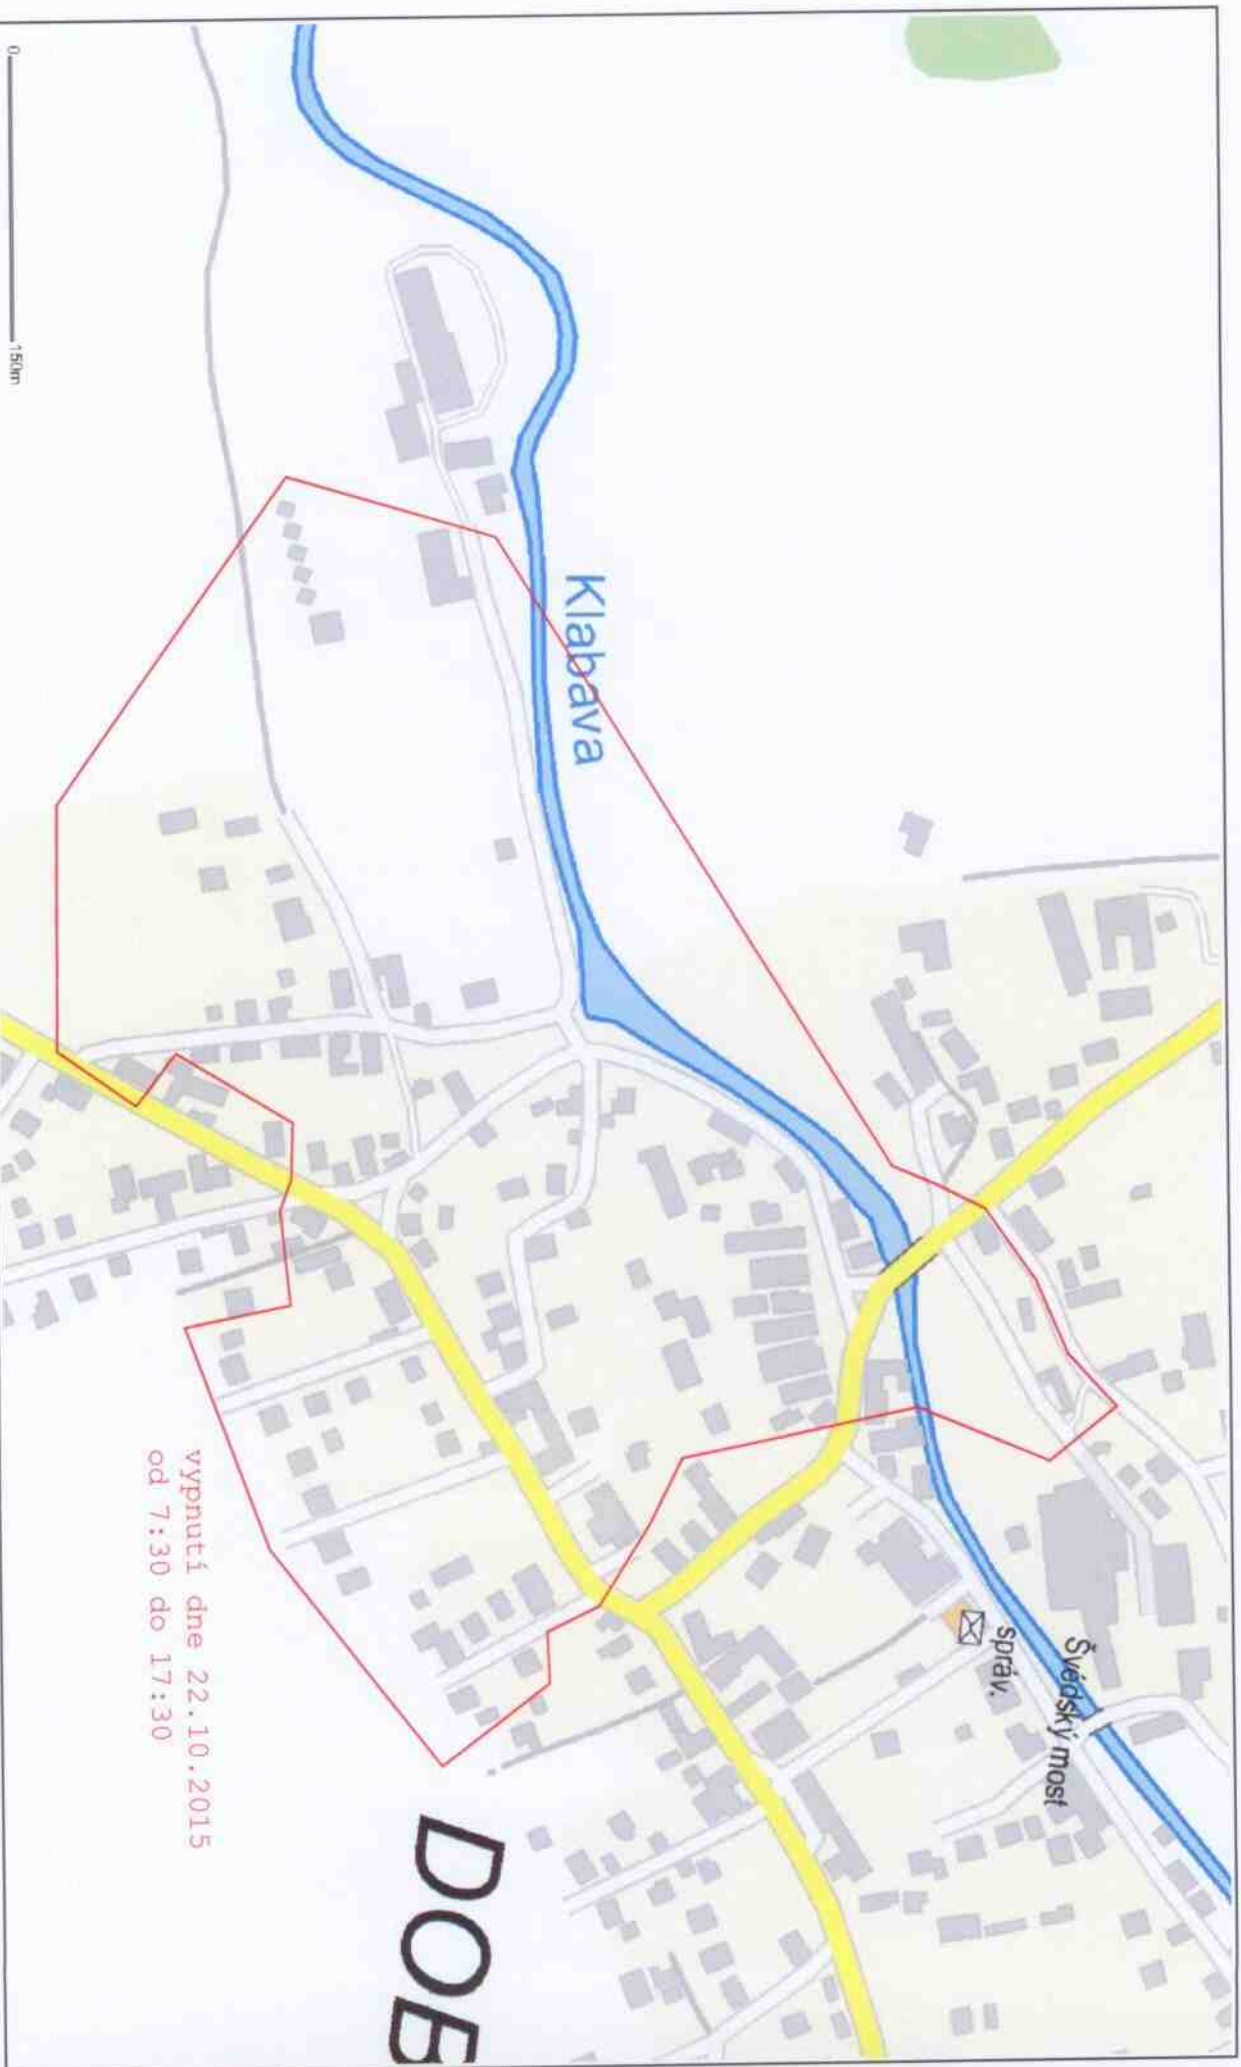 Klabava
Švédský most
správ.
DOB
vypnutí dne 22.10.2015
od 7:30 do 17:30
0 150m